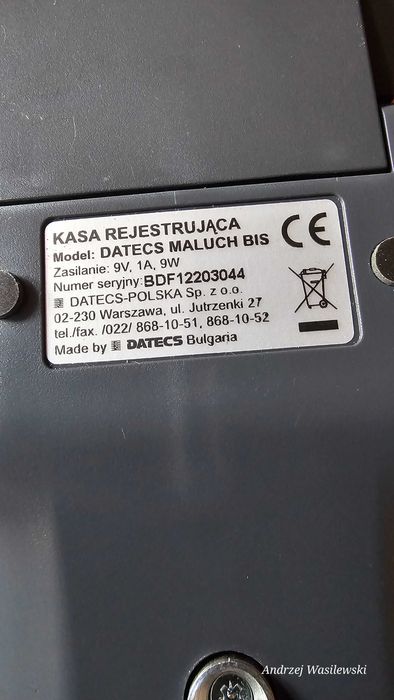 KASA REJESTRUJĄCA
Model: DATECS MALUCH BIS
Zasilanie: 9V, 1A, 9W
Numer seryjny: BDF12203044
DATECS-POLSKA Sp. z o.o.
02-230 Warszawa, ul. Jutrzenki 27
tel./fax. /022/ 868-10-51, 868-10-52
Made by DATECS Bulgaria
CE
Andrzej Wasilewski